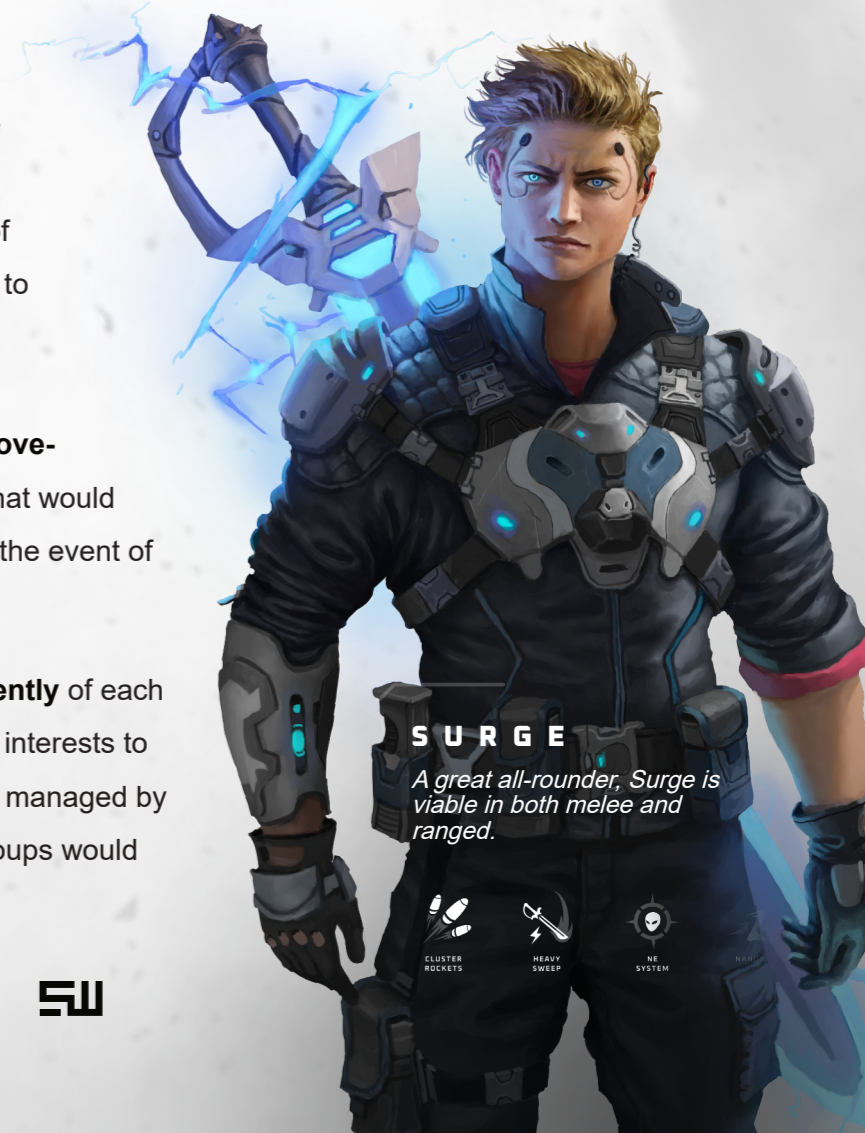 of
to
ove-
hat would
the event of
ently of each
interests to
managed by
oups would
SW
SURGE
A great all-rounder, Surge is
viable in both melee and
ranged.
CLUSTER
ROCKETS
HEAVY
SWEEP
NE
SYSTEM